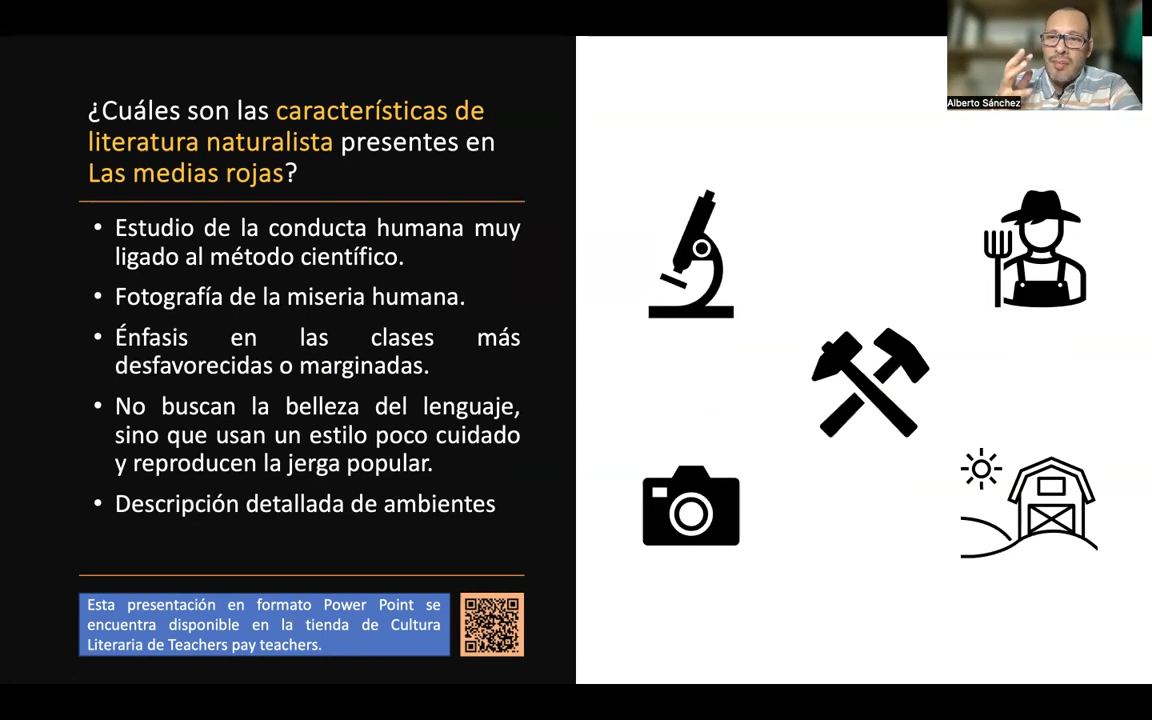 Alberto Sánchez
¿Cuáles son las características de
literatura naturalista presentes en
Las medias rojas?
• Estudio de la conducta humana muy
ligado al método científico.
• Fotografía de la miseria humana.
• Énfasis en las clases más
desfavorecidas o marginadas.
• No buscan la belleza del lenguaje,
sino que usan un estilo poco cuidado
y reproducen la jerga popular.
• Descripción detallada de ambientes
Esta presentación en formato Power Point se
encuentra disponible en la tienda de Cultura
Literaria de Teachers pay teachers.